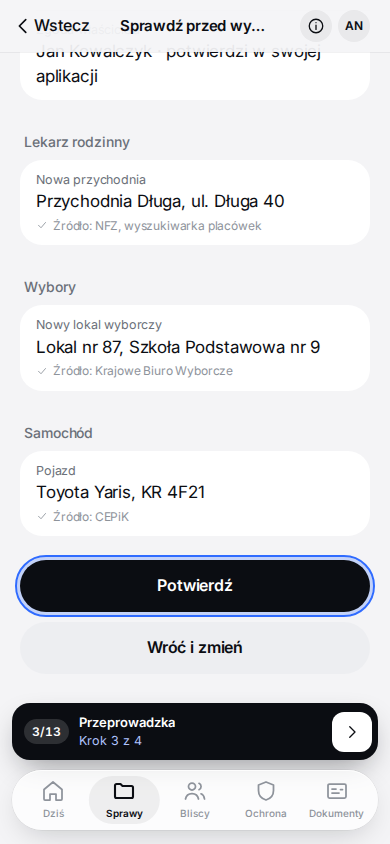 Wstecz
Sprawdź przed wy...
AN
Jan Kowalczyk - potwierdzi w swojej
aplikacji
Lekarz rodzinny
Nowa przychodnia
Przychodnia Długa, ul. Długa 40
Źródło: NFZ, wyszukiwarka placówek
Wybory
Nowy lokal wyborczy
Lokal nr 87, Szkoła Podstawowa nr 9
Źródło: Krajowe Biuro Wyborcze
Samochód
Pojazd
Toyota Yaris, KR 4F21
Źródło: CEPiK
Potwierdź
Wróć i zmień
3/13
Przeprowadzka
Krok 3 z 4
Dziś
Sprawy
Bliscy
Ochrona
Dokumenty